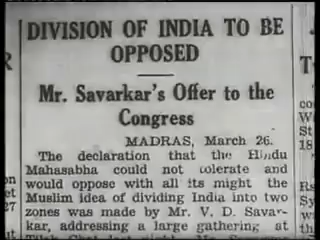 DIVISION OF INDIA TO BE
OPPOSED
Mr. Savarkar's Offer to the
Congress
MADRAS, March 26.
The declaration that the Hindu
Mahasabha could not tolerate and
would oppose with all its might the
Muslim idea of dividing India into two
zones was made by Mr. V. D. Savar-
kar, addressing a large gathering at